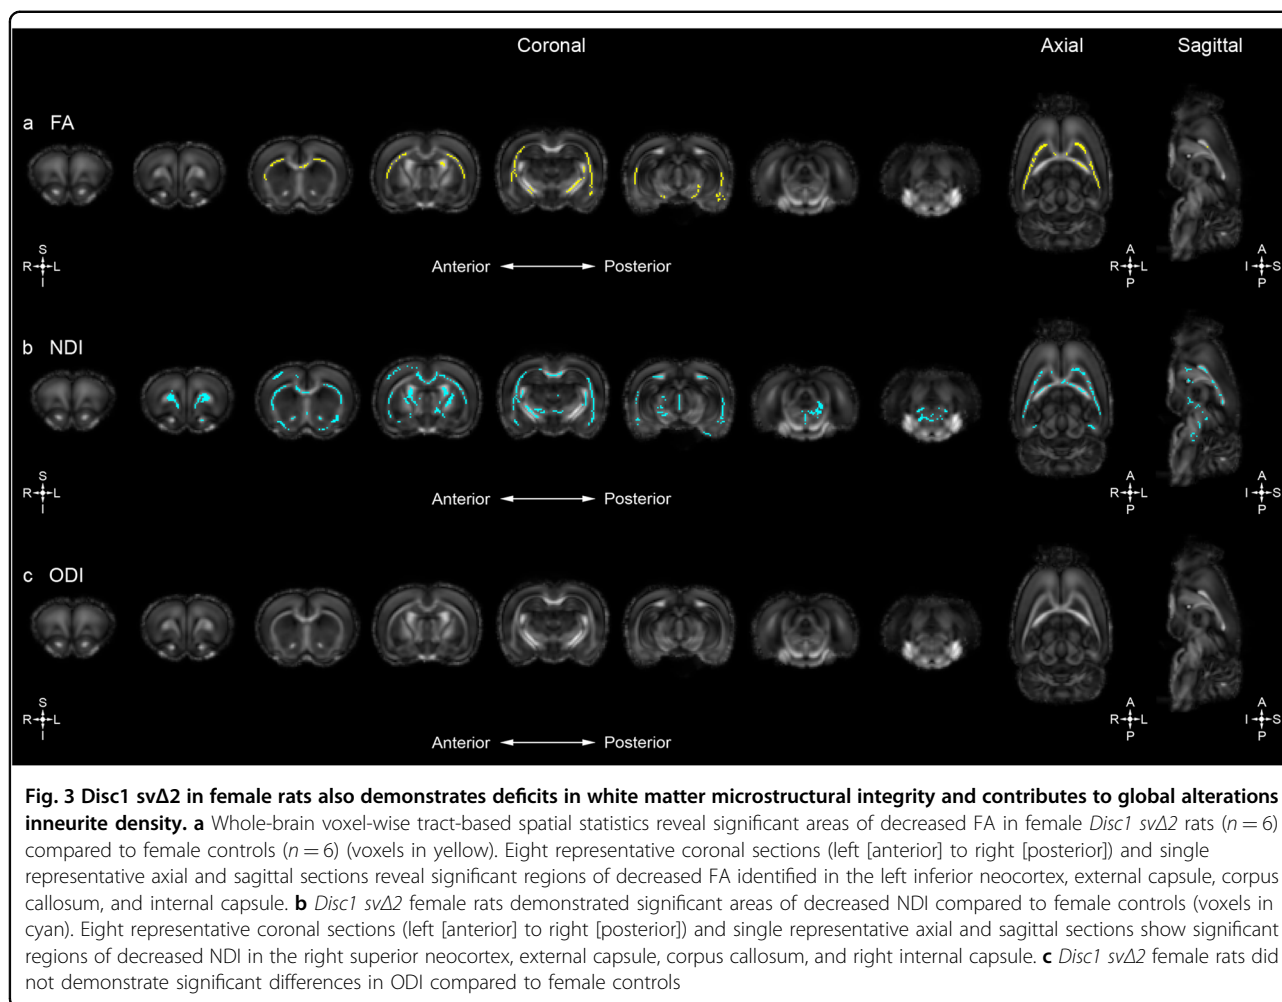 Coronal Axial Sagittal
a FA
S
R L
I
Anterior Posterior
A
R L
P
A
I S
P
b NDI
S
R L
I
Anterior Posterior
A
R L
P
A
I S
P
c ODI
S
R L
I
Anterior Posterior
A
R L
P
A
I S
P
Fig. 3 Disc1 svΔ2 in female rats also demonstrates deficits in white matter microstructural integrity and contributes to global alterations
inneurite density. a Whole-brain voxel-wise tract-based spatial statistics reveal significant areas of decreased FA in female Disc1 svΔ2 rats (n = 6)
compared to female controls (n = 6) (voxels in yellow). Eight representative coronal sections (left [anterior] to right [posterior]) and single
representative axial and sagittal sections reveal significant regions of decreased FA identified in the left inferior neocortex, external capsule, corpus
callosum, and internal capsule. b Disc1 svΔ2 female rats demonstrated significant areas of decreased NDI compared to female controls (voxels in
cyan). Eight representative coronal sections (left [anterior] to right [posterior]) and single representative axial and sagittal sections show significant
regions of decreased NDI in the right superior neocortex, external capsule, corpus callosum, and right internal capsule. c Disc1 svΔ2 female rats did
not demonstrate significant differences in ODI compared to female controls